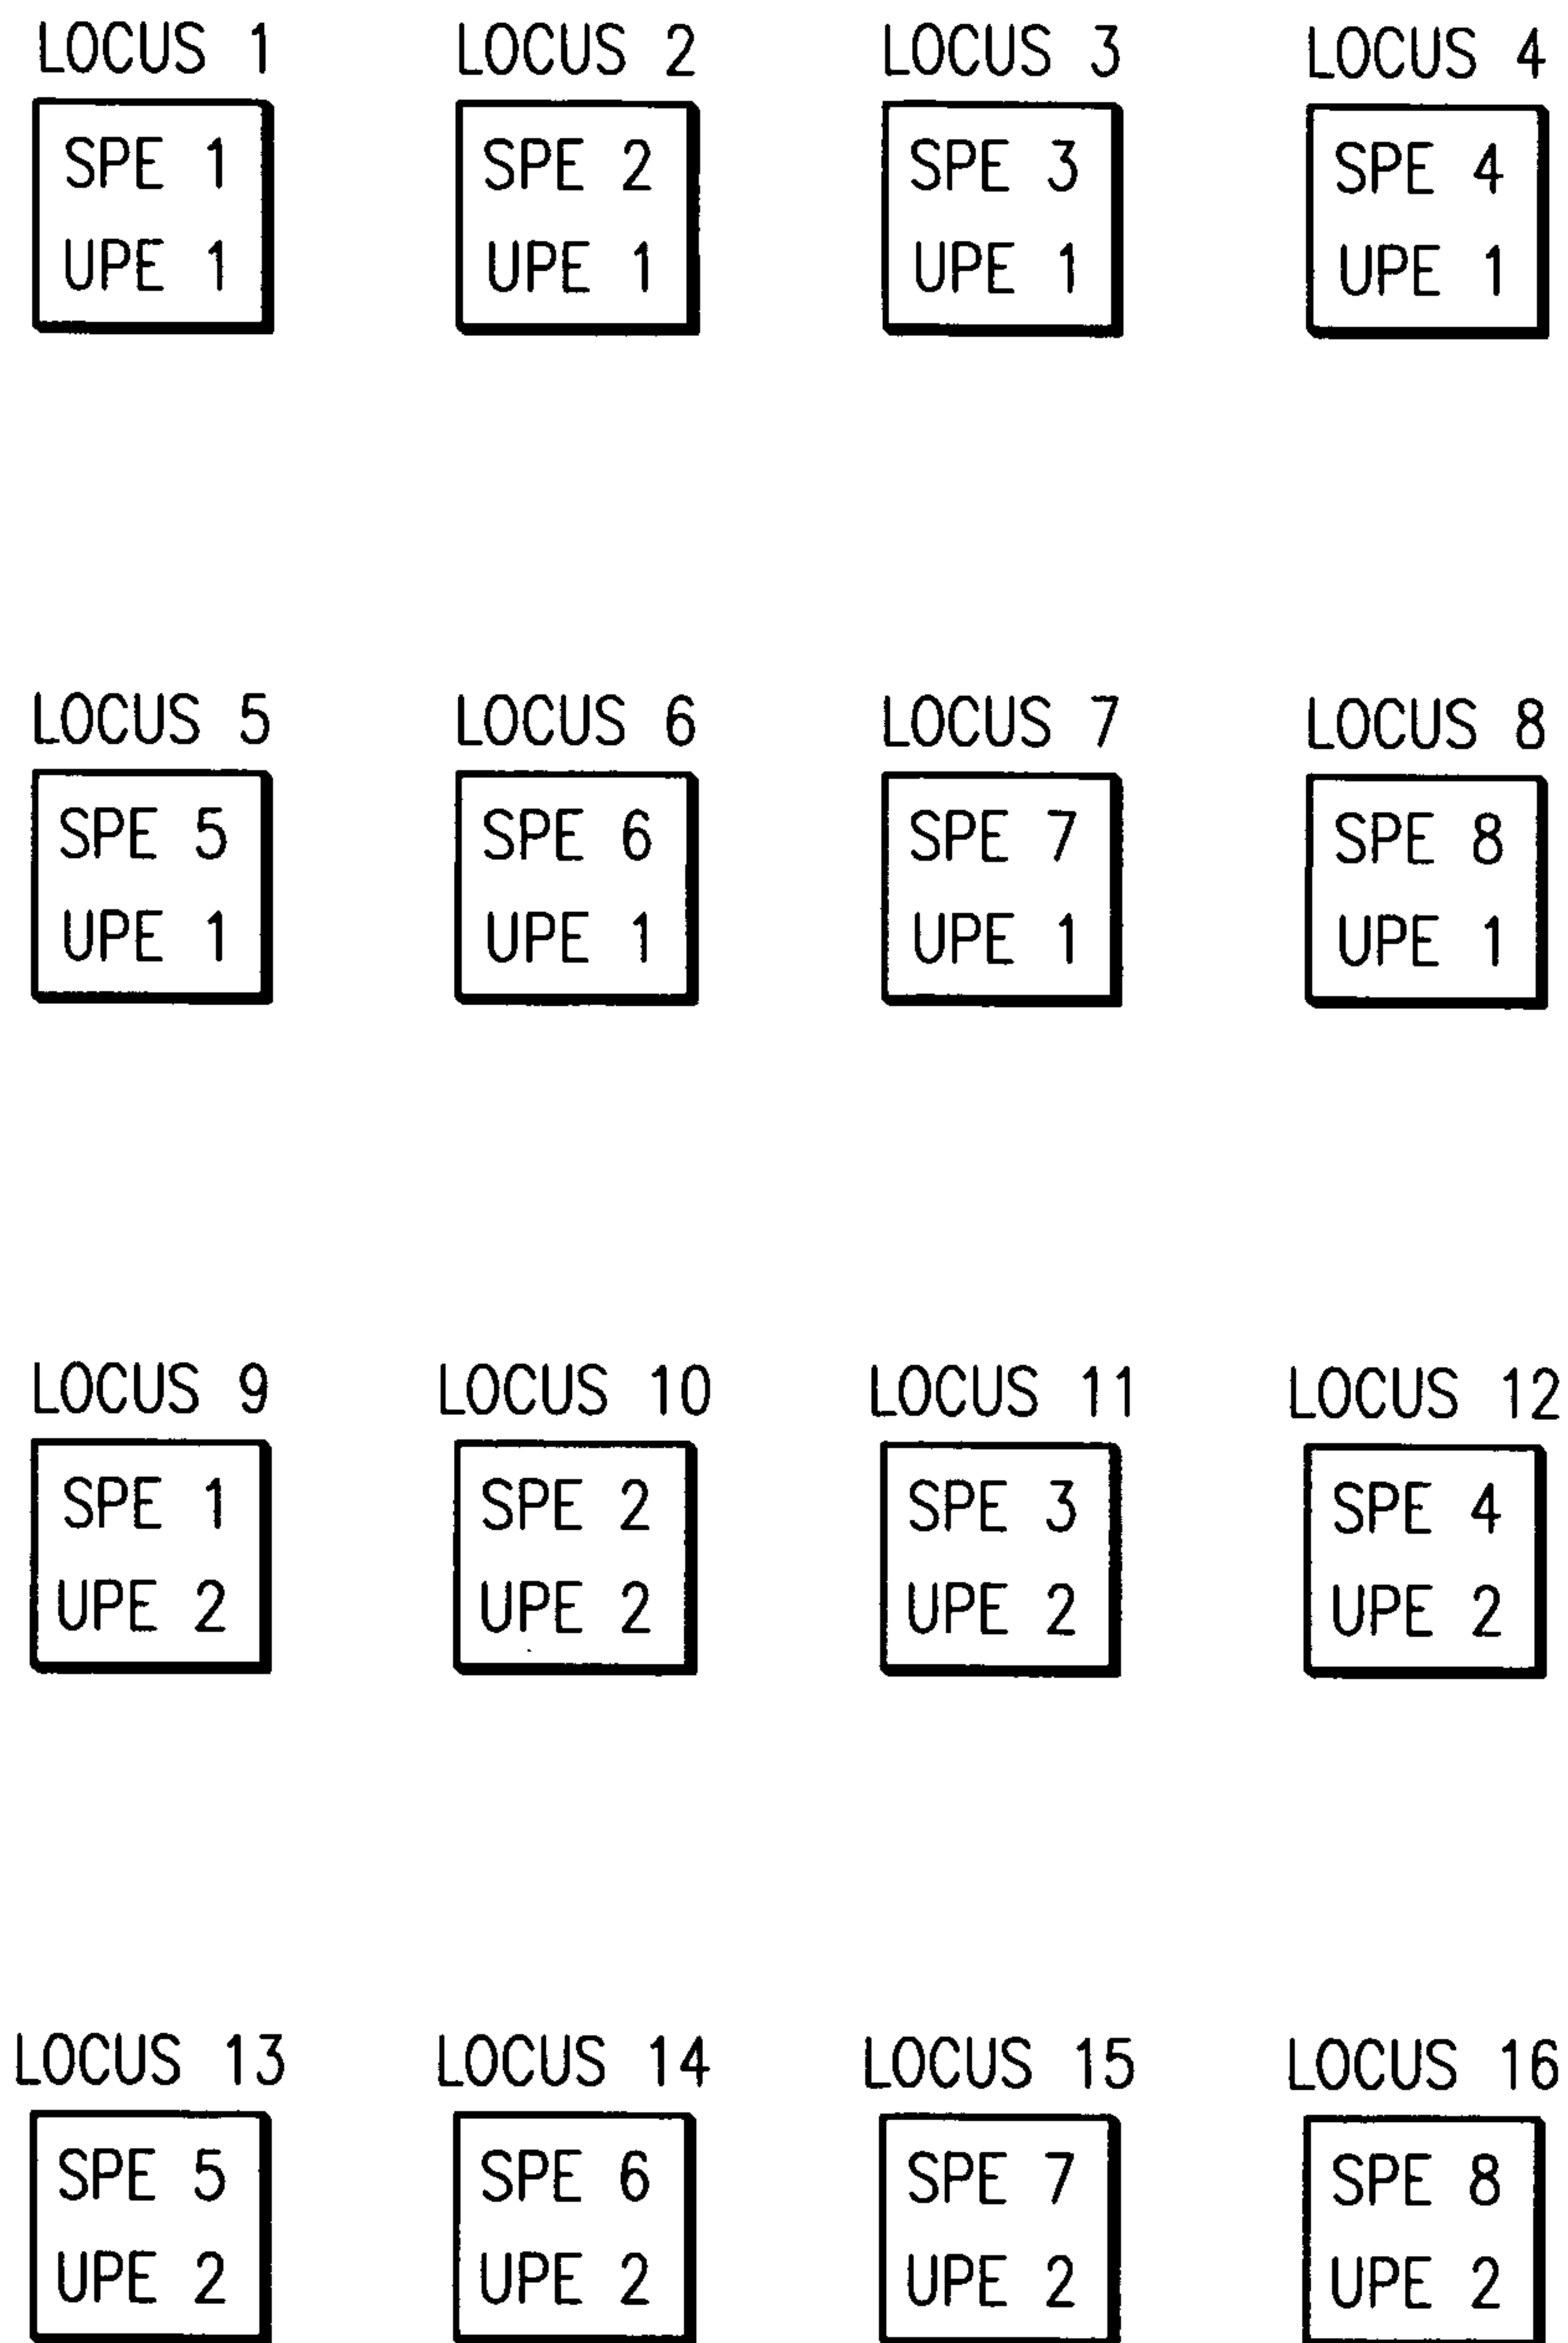 LOCUS 1 LOCUS 2 LOCUS 3 LOCUS 4
SPE 1 SPE 2 SPE 3 SPE 4
UPE 1 UPE 1 UPE 1 UPE 1
LOCUS 5 LOCUS 6 LOCUS 7 LOCUS 8
SPE 5 SPE 6 SPE 7 SPE 8
UPE 1 UPE 1 UPE 1 UPE 1
LOCUS 9 LOCUS 10 LOCUS 11 LOCUS 12
SPE 1 SPE 2 SPE 3 SPE 4
UPE 2 UPE 2 UPE 2 UPE 2
LOCUS 13 LOCUS 14 LOCUS 15 LOCUS 16
SPE 5 SPE 6 SPE 7 SPE 8
UPE 2 UPE 2 UPE 2 UPE 2